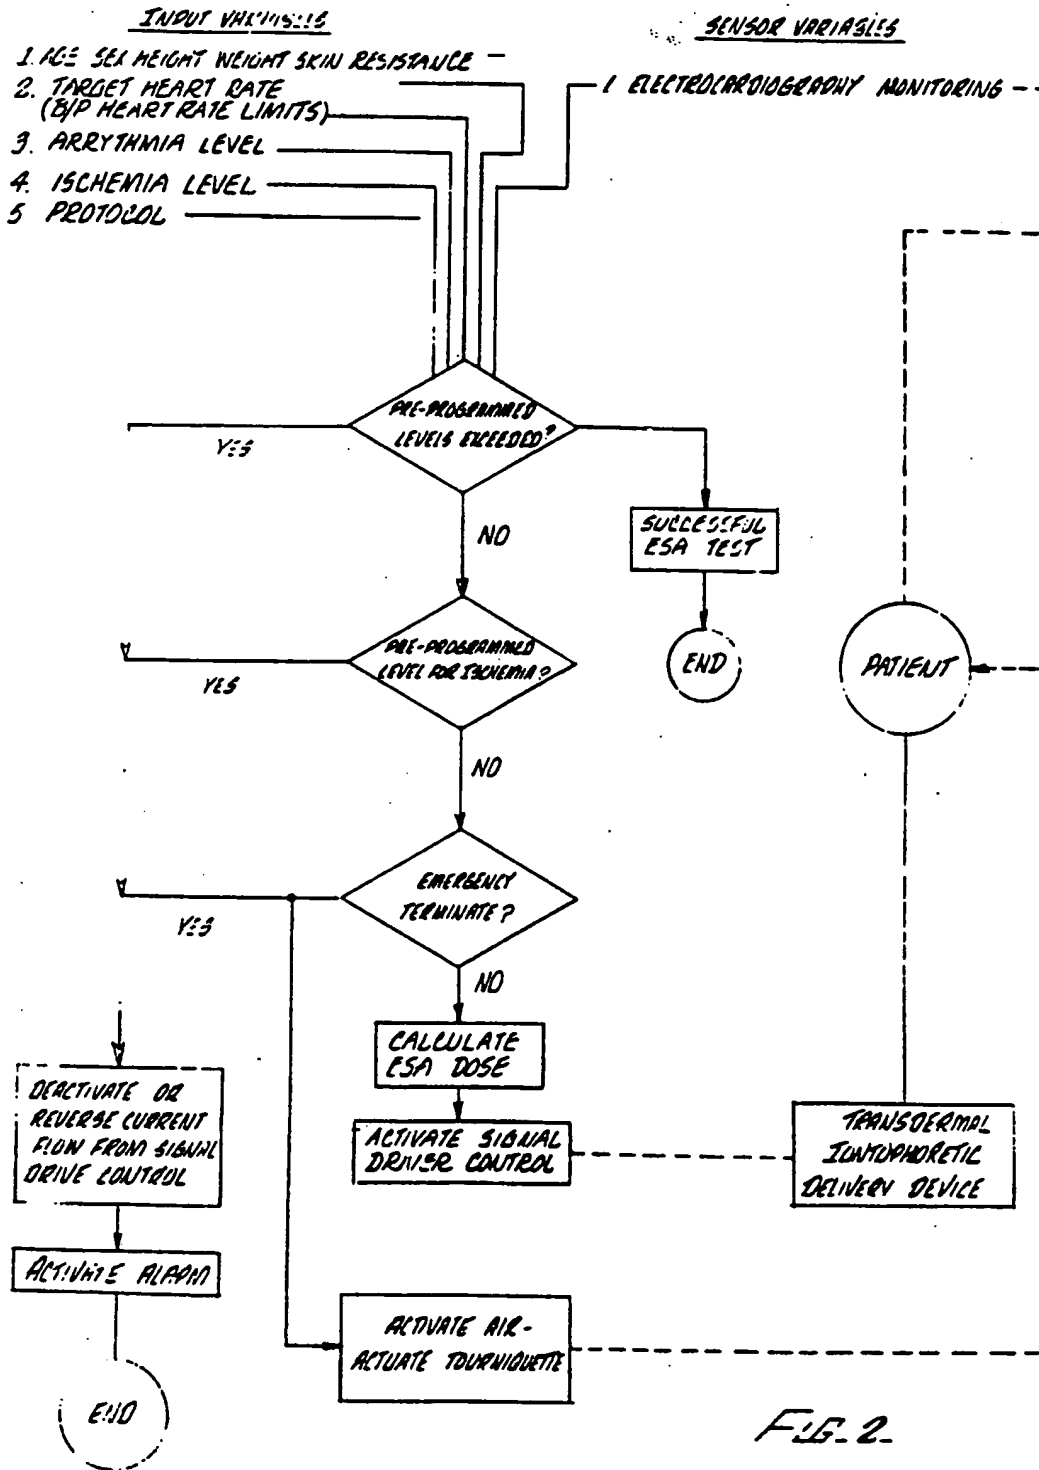 INPUT VARIABLES
1. AGE SEX HEIGHT WEIGHT SKIN RESISTANCE
2. TARGET HEART RATE
(B/P HEART RATE LIMITS)
3. ARRYTHMIA LEVEL
4. ISCHEMIA LEVEL
5 PROTOCOL
SENSOR VARIABLES
1 ELECTROCARDIOGRAPHY MONITORING
PRE-PROGRAMMED
LEVELS EXCEEDED?
YES
NO
SUCCESSFUL
ESA TEST
END
PRE-PROGRAMMED
LEVEL FOR ISCHEMIA?
YES
NO
PATIENT
EMERGENCY
TERMINATE?
YES
NO
CALCULATE
ESA DOSE
ACTIVATE SIGNAL
DRIVER CONTROL
TRANSDERMAL
IONTOPHORETIC
DELIVERY DEVICE
DEACTIVATE OR
REVERSE CURRENT
FLOW FROM SIGNAL
DRIVE CONTROL
ACTIVATE ALARM
END
ACTIVATE AIR-
ACTUATE TOURNIQUETTE
FIG. 2